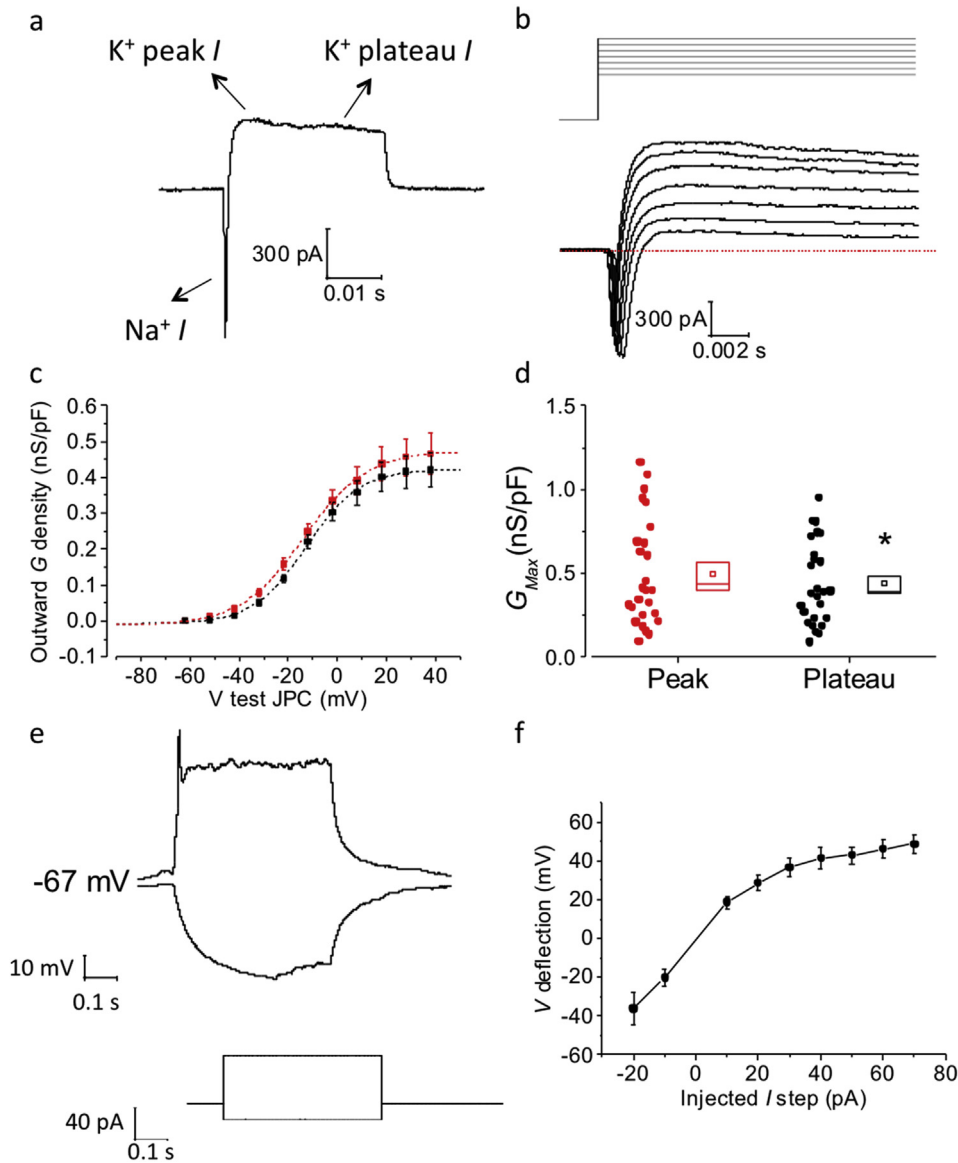 a
K+ peak I
K+ plateau I
Na+ I
300 pA
0.01 s
b
300 pA
0.002 s
c
Outward G density (nS/pF)
0.6
0.5
0.4
0.3
0.2
0.1
0.0
-0.1
-80 -60 -40 -20 0 20 40
V test JPC (mV)
d
GMax(nS/pF)
1.5
1.0
0.5
0.0
*
Peak
Plateau
e
-67 mV
10 mV
0.1 s
40 pA
0.1 s
f
V deflection (mV)
60
40
20
0
-20
-40
-60
-20 0 20 40 60 80
Injected I step (pA)